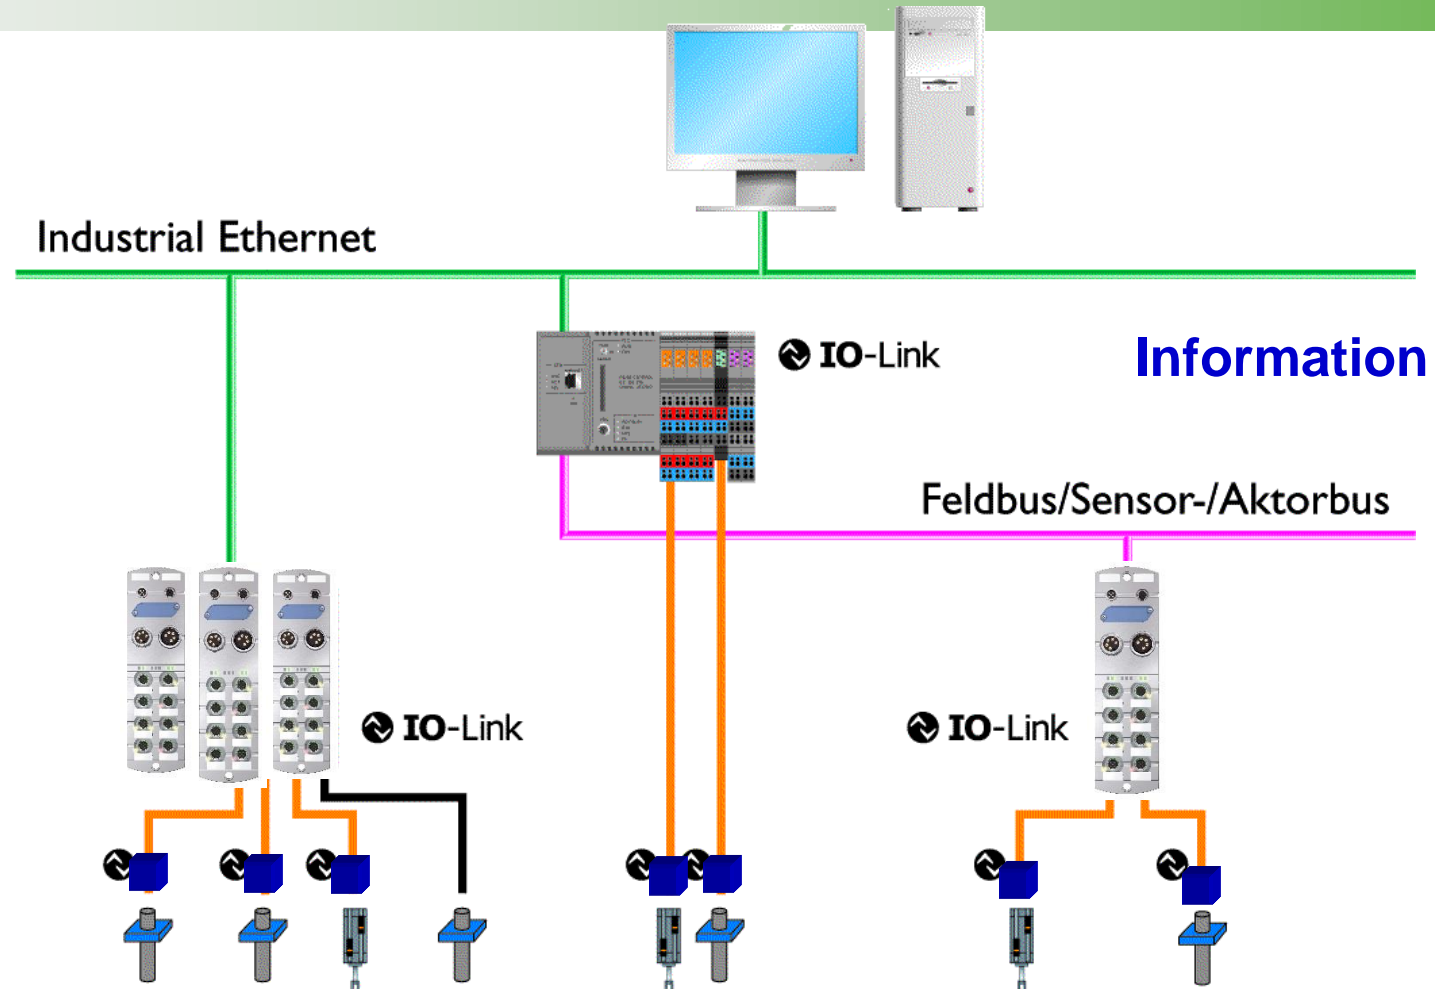 Industrial Ethernet
IO-Link
Information
Feldbus/Sensor-/Aktorbus
IO-Link
IO-Link